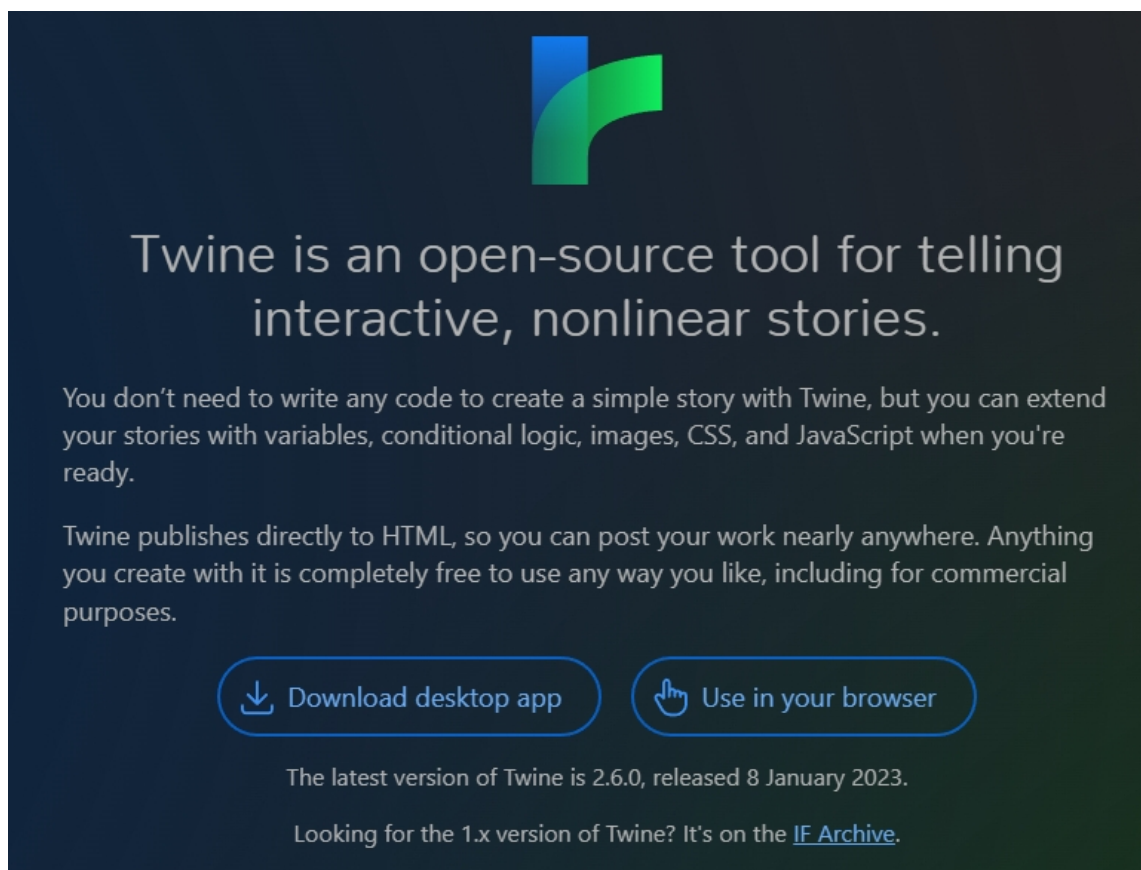 Twine is an open-source tool for telling
interactive, nonlinear stories.
You don’t need to write any code to create a simple story with Twine, but you can extend
your stories with variables, conditional logic, images, CSS, and JavaScript when you're
ready.
Twine publishes directly to HTML, so you can post your work nearly anywhere. Anything
you create with it is completely free to use any way you like, including for commercial
purposes.
Download desktop app
Use in your browser
The latest version of Twine is 2.6.0, released 8 January 2023.
Looking for the 1.x version of Twine? It's on the IF Archive.